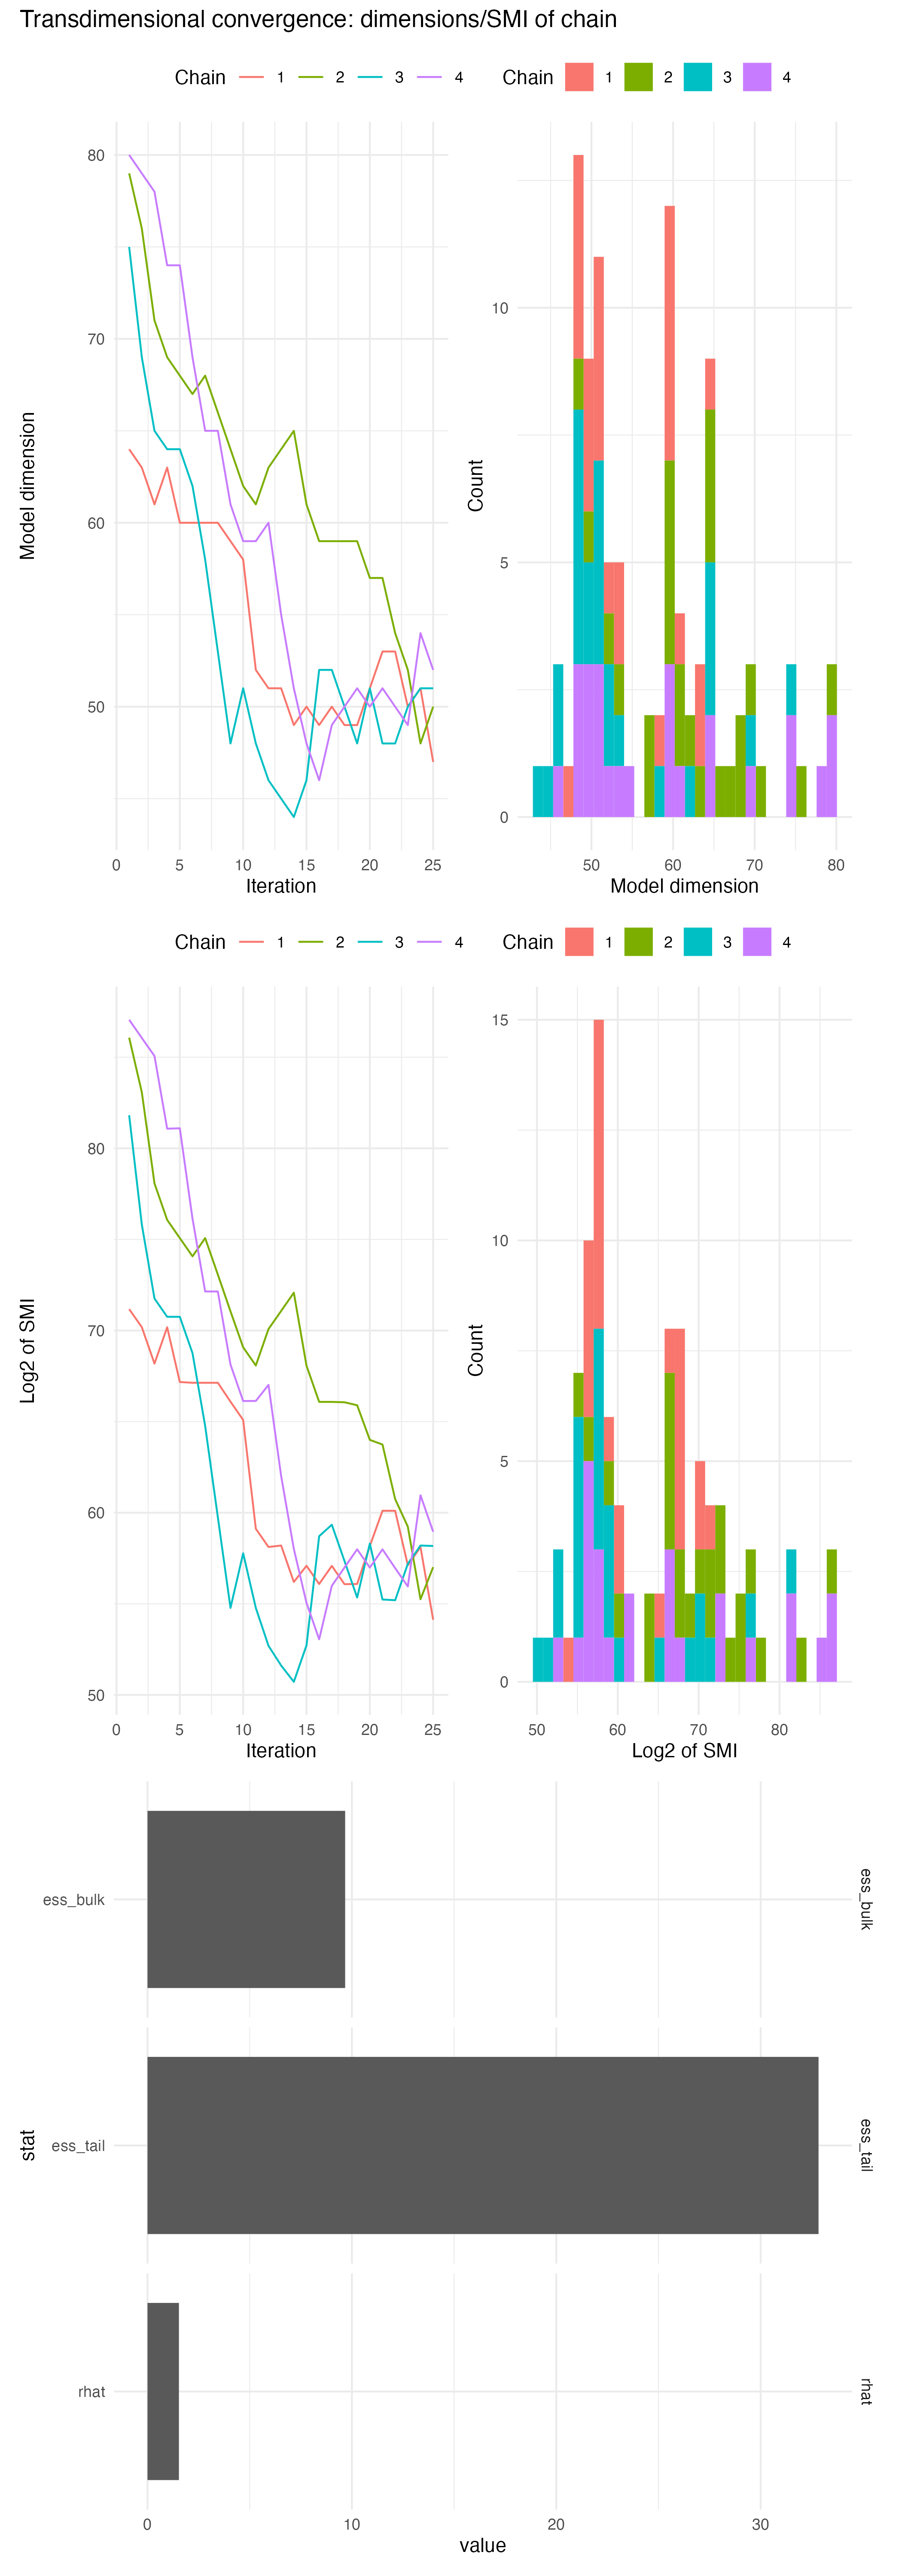 Transdimensional convergence: dimensions/SMI of chain
Chain 1 2 3 4
Chain 1 2 3 4
80
70
60
50
Model dimension
0 5 10 15 20 25
Iteration
10
5
0
Count
50 60 70 80
Model dimension
Chain 1 2 3 4
Chain 1 2 3 4
80
70
60
50
Log2 of SMI
0 5 10 15 20 25
Iteration
15
10
5
0
Count
50 60 70 80
Log2 of SMI
ess_bulk
ess_bulk
stat
ess_tail
ess_tail
rhat
rhat
0 10 20 30
value